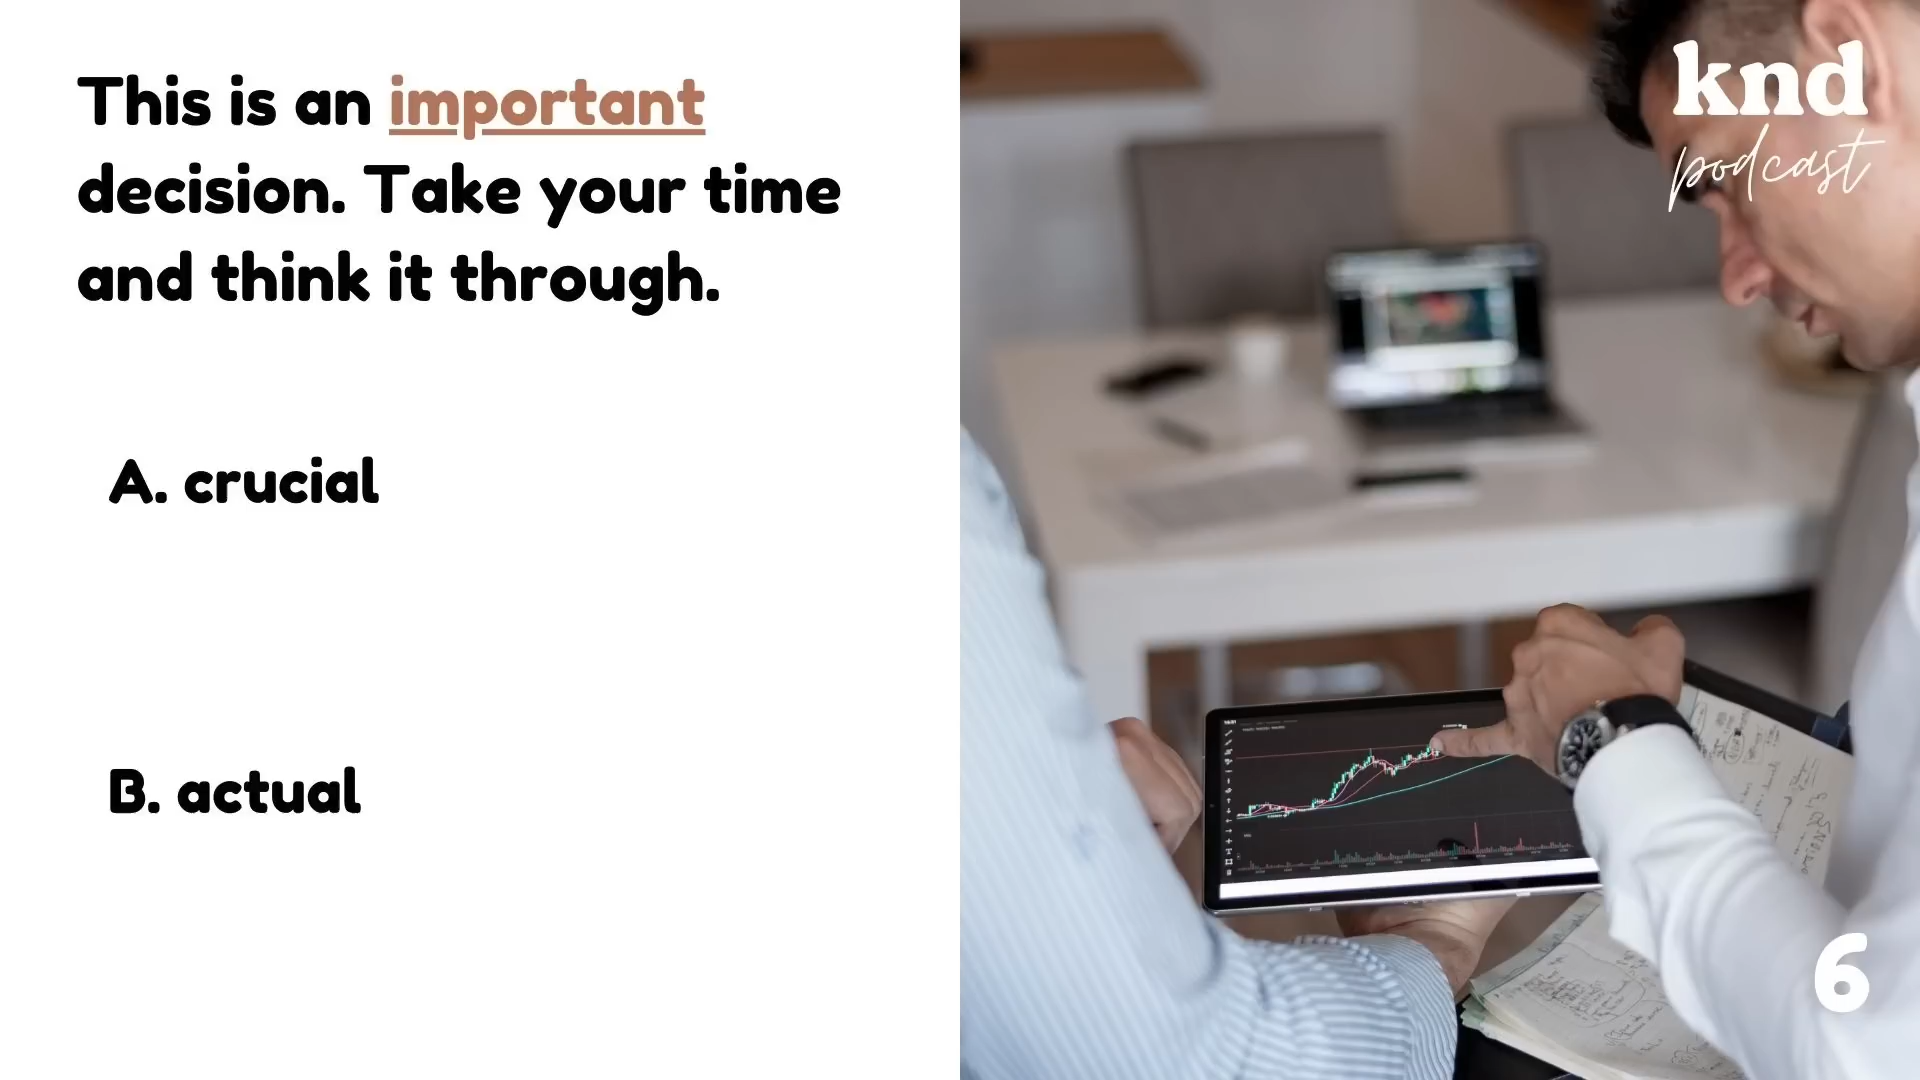 This is an important
decision. Take your time
and think it through.
A. crucial
B. actual
knd
podcast
6